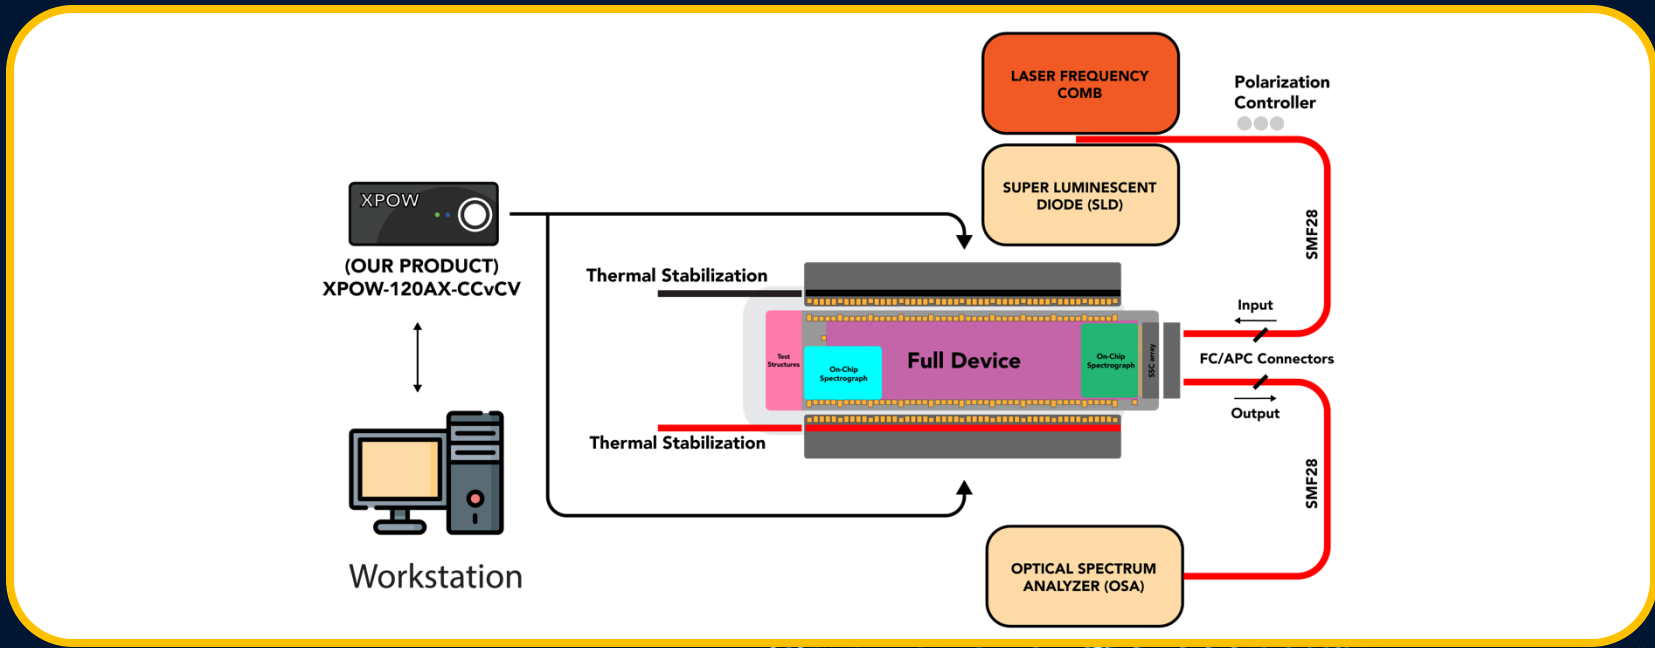 LASER FREQUENCY
COMB
Polarization
Controller
SUPER LUMINESCENT
DIODE (SLD)
XPOW
(OUR PRODUCT)
XPOW-120AX-CCvCV
Thermal Stabilization
SMF28
Input
FC/APC Connectors
Output
Test
Structures
On-Chip
Spectrograph
Full Device
On-Chip
Spectrograph
SSC array
Thermal Stabilization
SMF28
Workstation
OPTICAL SPECTRUM
ANALYZER (OSA)